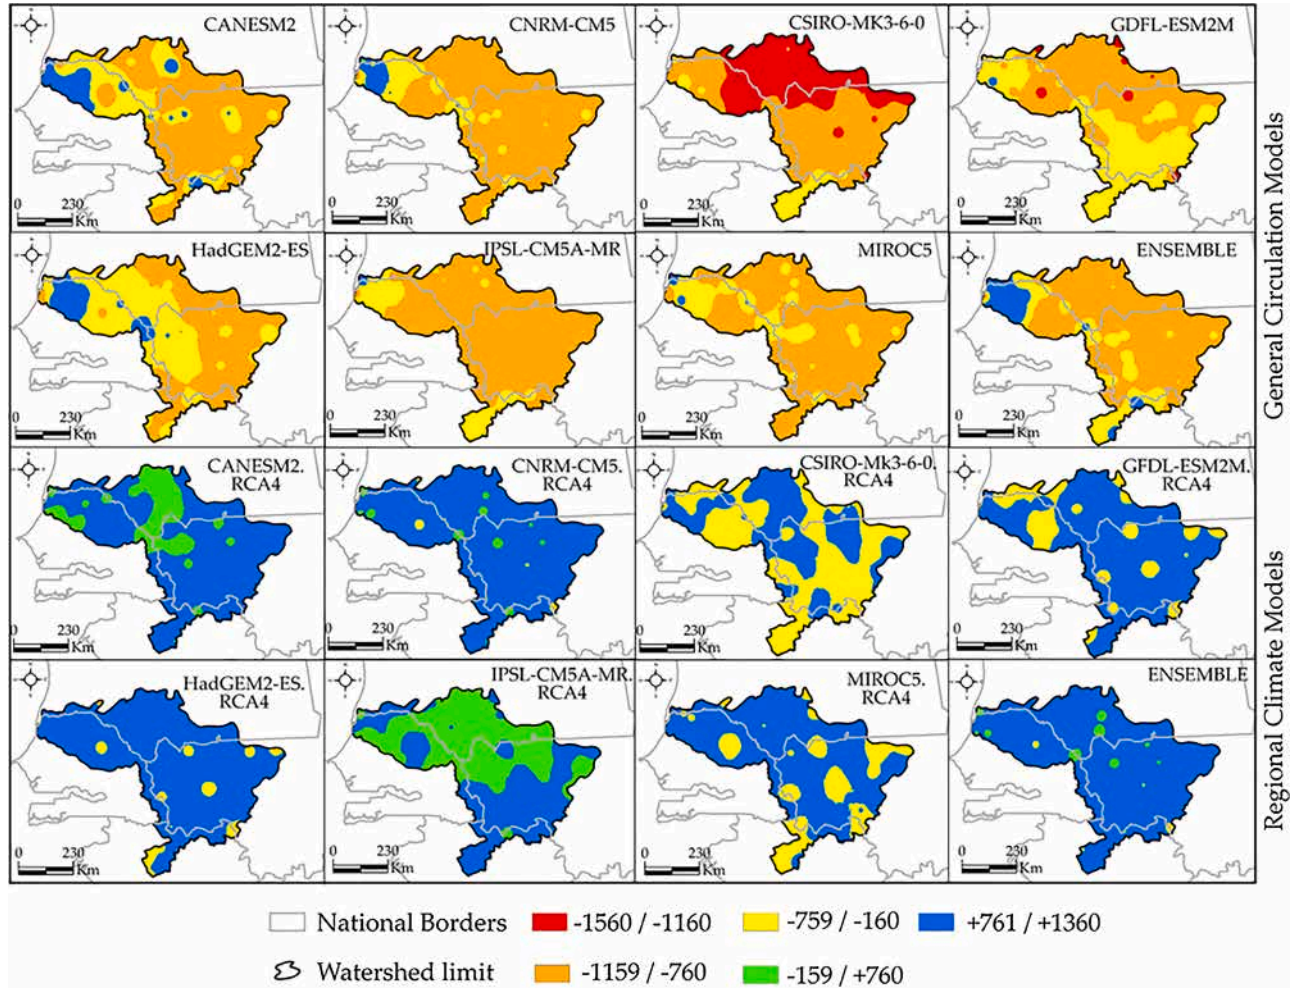 CANESM2
CNRM-CM5
CSIRO-MK3-6-0
GDFL-ESM2M
0 230
Km
0 230
Km
0 230
Km
0 230
Km
HadGEM2-ES
IPSL-CM5A-MR
MIROC5
ENSEMBLE
0 230
Km
0 230
Km
0 230
Km
0 230
Km
General Circulation Models
CANESM2.
RCA4
CNRM-CM5.
RCA4
CSIRO-Mk3-6-0.
RCA4
GFDL-ESM2M.
RCA4
0 230
Km
0 230
Km
0 230
Km
0 230
Km
HadGEM2-ES.
RCA4
IPSL-CM5A-MR.
RCA4
MIROC5.
RCA4
ENSEMBLE
0 230
Km
0 230
Km
0 230
Km
0 230
Km
Regional Climate Models
National Borders
-1560 / -1160
-759 / -160
+761 / +1360
Watershed limit
-1159 / -760
-159 / +760